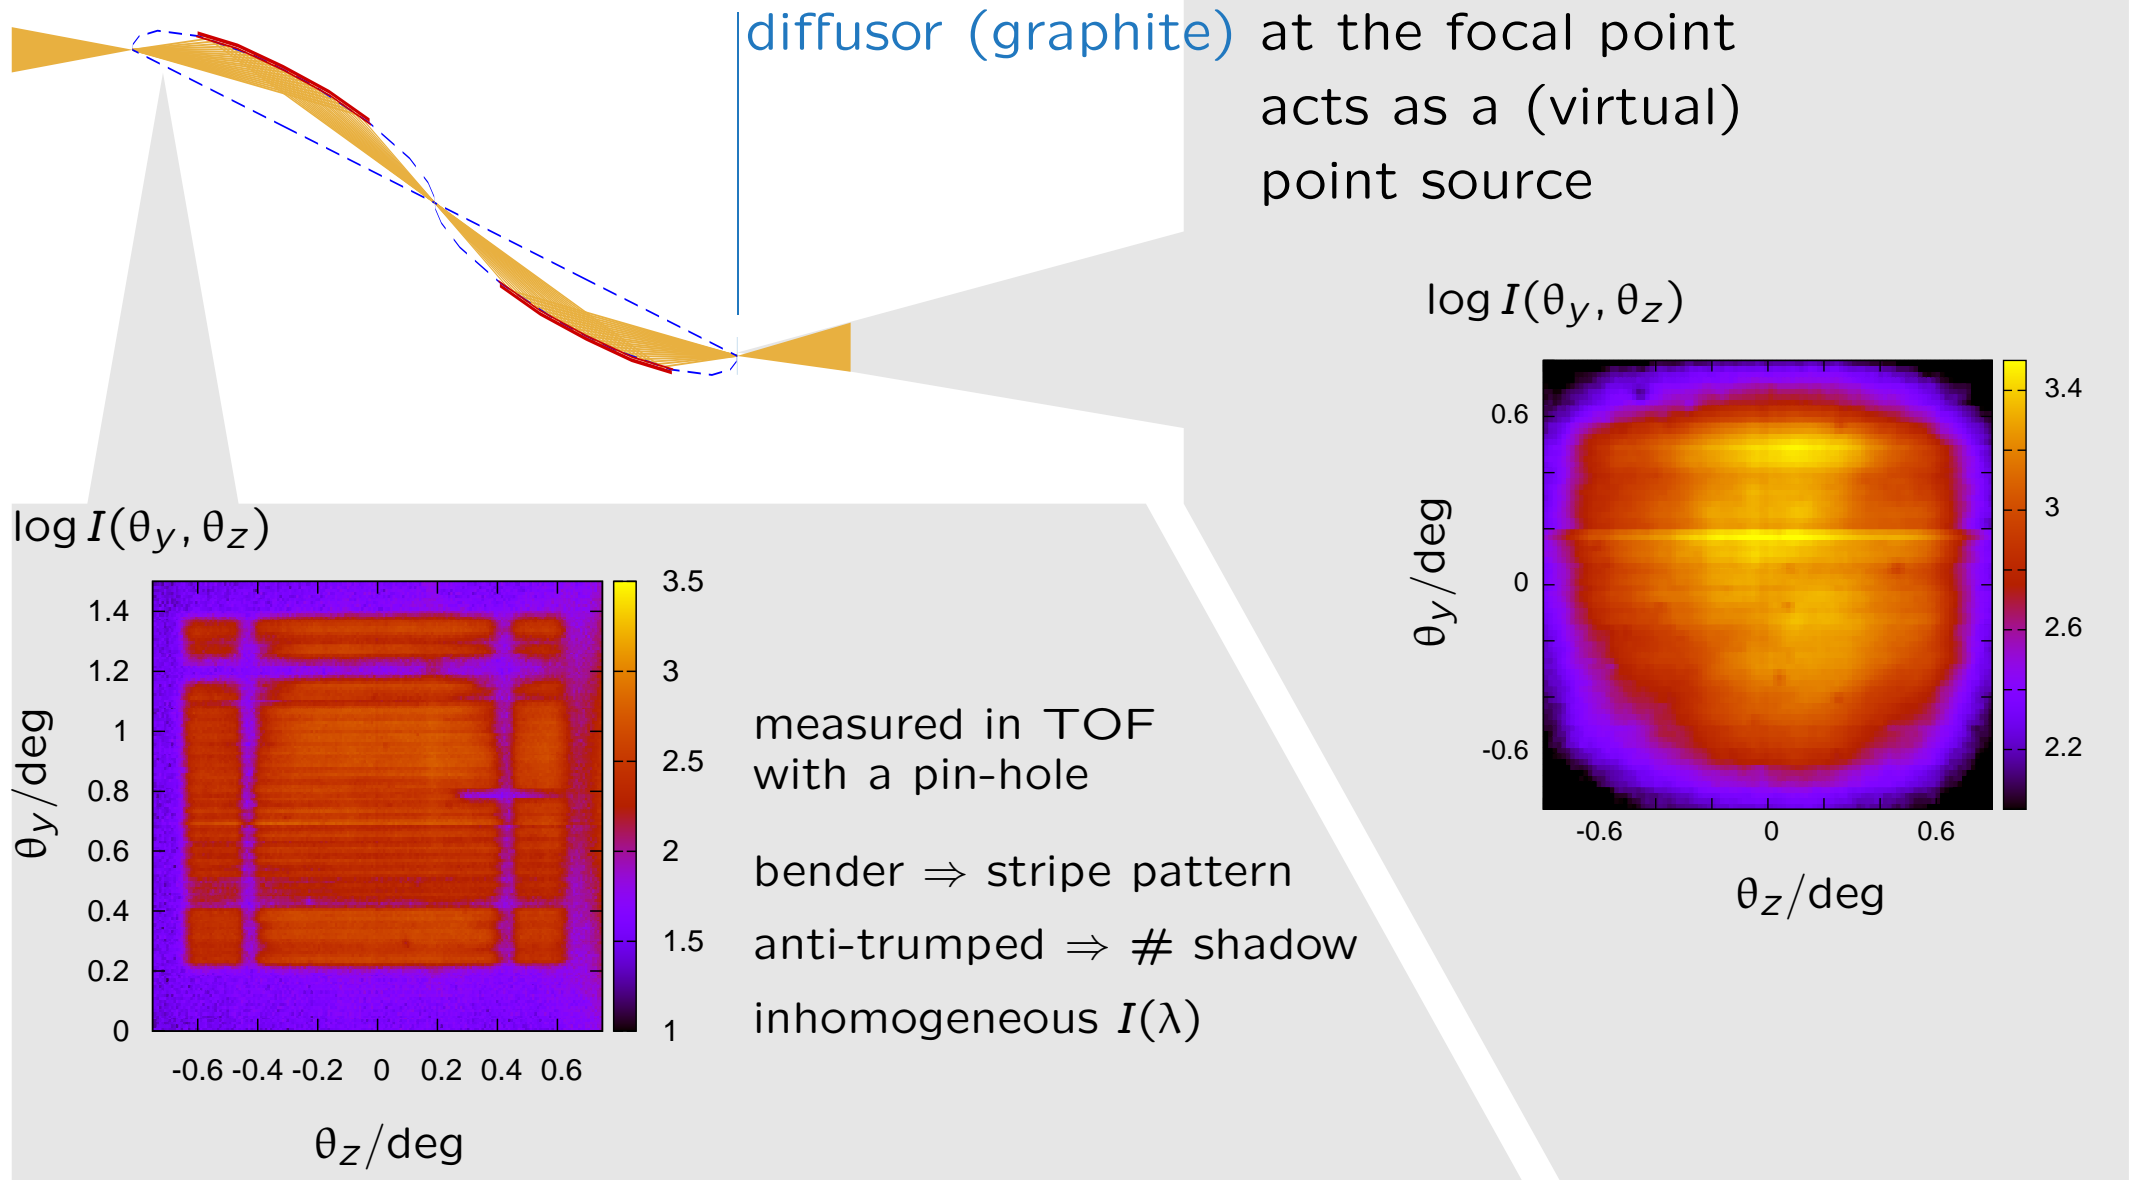 diffusor (graphite) at the focal point
acts as a (virtual)
point source
log I(θy, θz)
3.4
3
2.6
2.2
0.6
0
-0.6
θy/deg
-0.6 0 0.6
θz/deg
log I(θy, θz)
1.4
1.2
1
0.8
0.6
0.4
0.2
0
θy/deg
-0.6 -0.4 -0.2 0 0.2 0.4 0.6
θz/deg
3.5
3
2.5
2
1.5
1
measured in TOF
with a pin-hole
bender ⇒ stripe pattern
anti-trumped ⇒ # shadow
inhomogeneous I(λ)